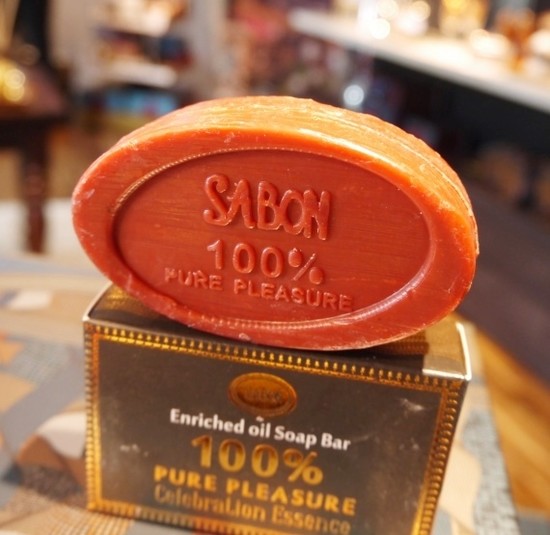 SABON
100%
PURE PLEASURE
Enriched oil Soap Bar
100%
PURE PLEASURE
Celebration Essence